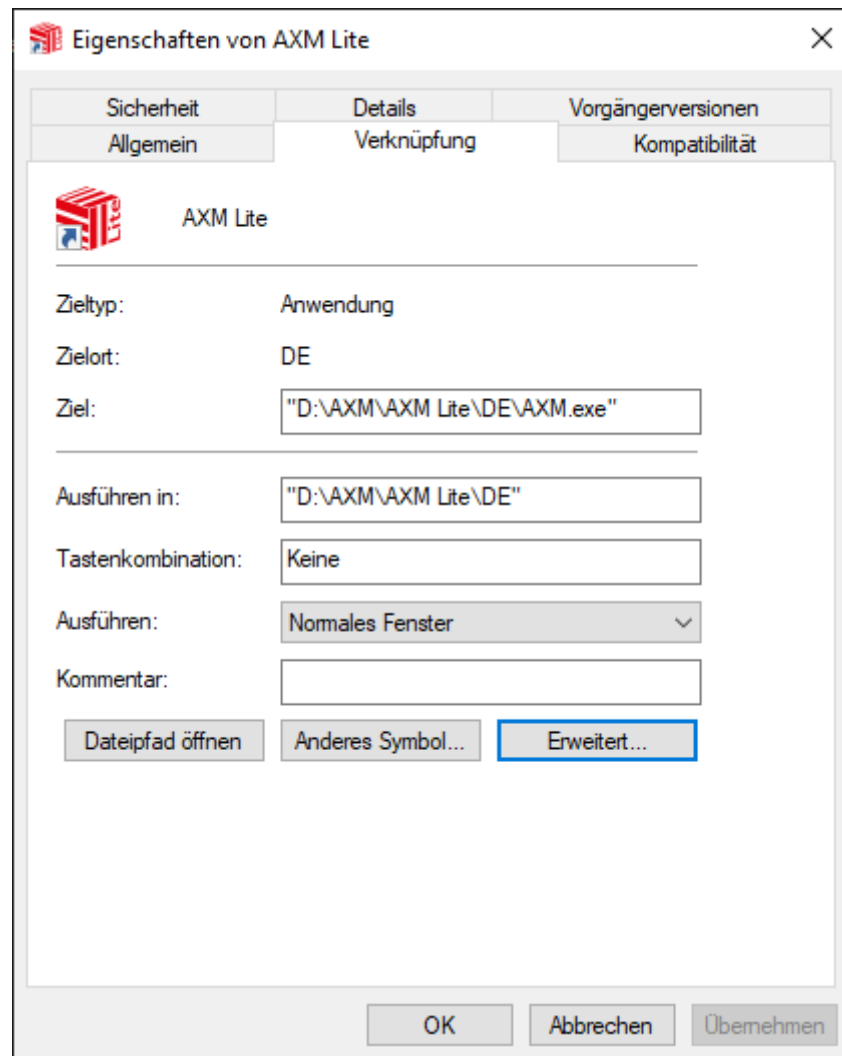 Eigenschaften von AXM Lite
Sicherheit Details Vorgängerversionen
Allgemein Verknüpfung Kompatibilität
Lite AXM Lite
Zieltyp: Anwendung
Zielort: DE
Ziel: "D:\AXM\AXM Lite\DE\AXM.exe"
Ausführen in: "D:\AXM\AXM Lite\DE"
Tastenkombination: Keine
Ausführen: Normales Fenster
Kommentar:
Dateipfad öffnen Anderes Symbol... Erweitert...
OK Abbrechen Übernehmen